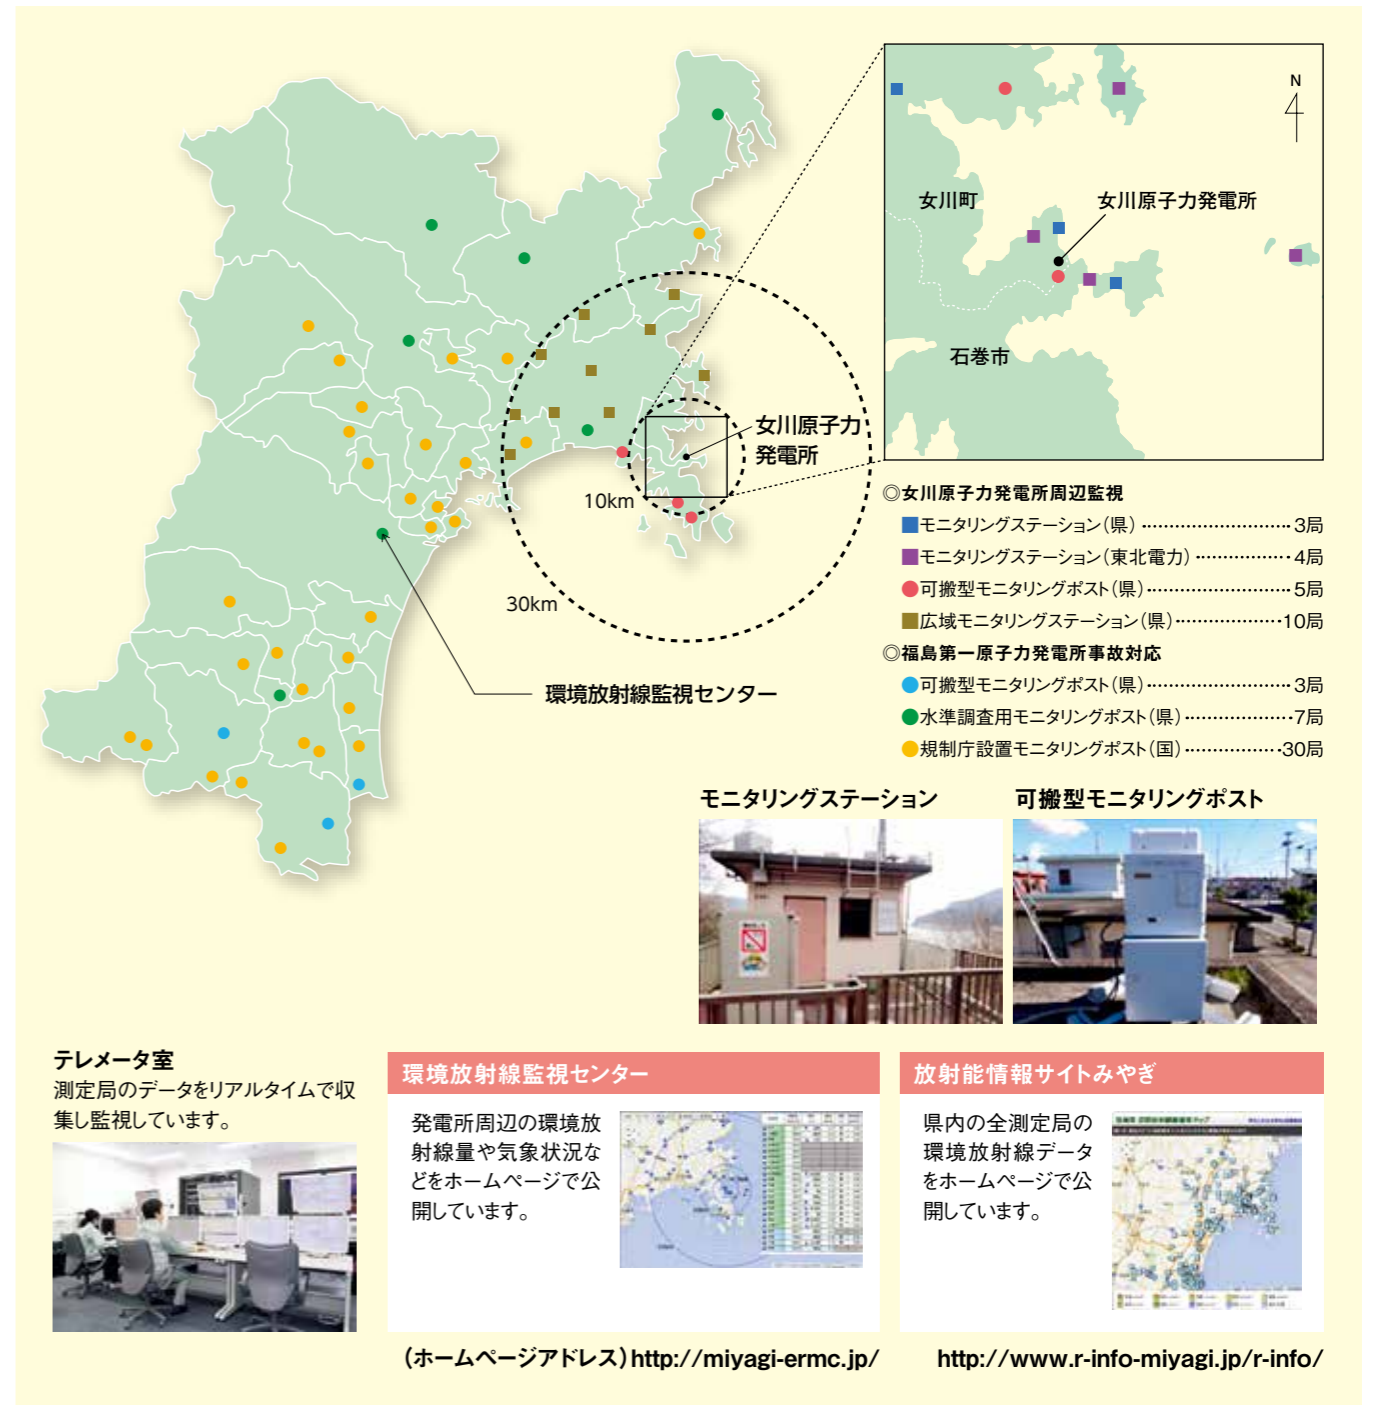 N
女川町
女川原子力発電所
石巻市
女川原子力
発電所
10km
30km
環境放射線監視センター
◎女川原子力発電所周辺監視
■モニタリングステーション（県）‥‥‥‥‥‥‥‥‥‥‥‥3局
■モニタリングステーション（東北電力）‥‥‥‥‥‥‥‥4局
●可搬型モニタリングポスト（県）‥‥‥‥‥‥‥‥‥‥‥‥5局
■広域モニタリングステーション（県）‥‥‥‥‥‥‥‥‥10局
◎福島第一原子力発電所事故対応
●可搬型モニタリングポスト（県）‥‥‥‥‥‥‥‥‥‥‥‥3局
●水準調査用モニタリングポスト（県）‥‥‥‥‥‥‥‥‥7局
●規制庁設置モニタリングポスト（国）‥‥‥‥‥‥‥‥‥30局
モニタリングステーション
可搬型モニタリングポスト
テレメータ室
測定局のデータをリアルタイムで収
集し監視しています。
環境放射線監視センター
発電所周辺の環境放
射線量や気象状況な
どをホームページで公
開しています。
（ホームページアドレス）http://miyagi-ermc.jp/
放射能情報サイトみやぎ
県内の全測定局の
環境放射線データ
をホームページで公
開しています。
http://www.r-info-miyagi.jp/r-info/